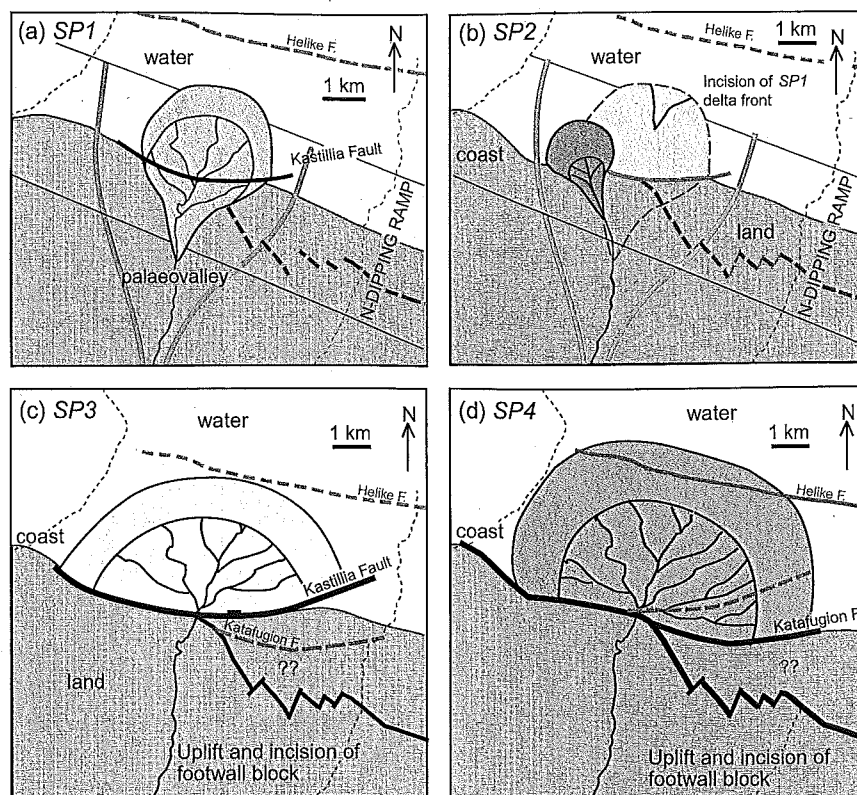 (a) SP1
water
Helike F.
N
1 km
Kastillia Fault
palaeovalley
N-DIPPING RAMP
(b) SP2
water
Helike F.
1 km
N
Incision of SP1
delta front
coast
land
N-DIPPING RAMP
(c) SP3
water
1 km
N
Helike F.
coast
Kastillia Fault
Katafugion F.
??
land
Uplift and incision of
footwall block
(d) SP4
water
1 km
N
Helike F.
coast
Katafugion F.
??
land
Uplift and incision of
footwall block